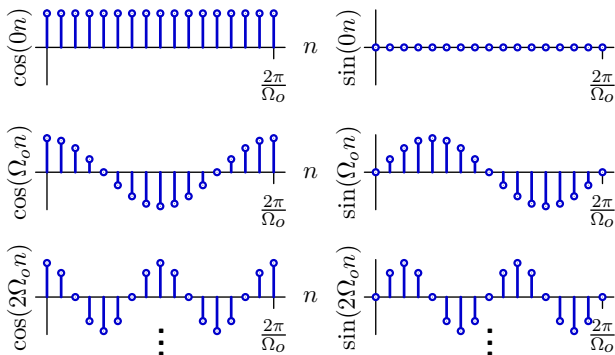 cos(0n) n 2π/Ωo
sin(0n) 2π/Ωo
cos(Ωon) n 2π/Ωo
sin(Ωon) 2π/Ωo
cos(2Ωon) n 2π/Ωo
sin(2Ωon) 2π/Ωo
⋮ ⋮